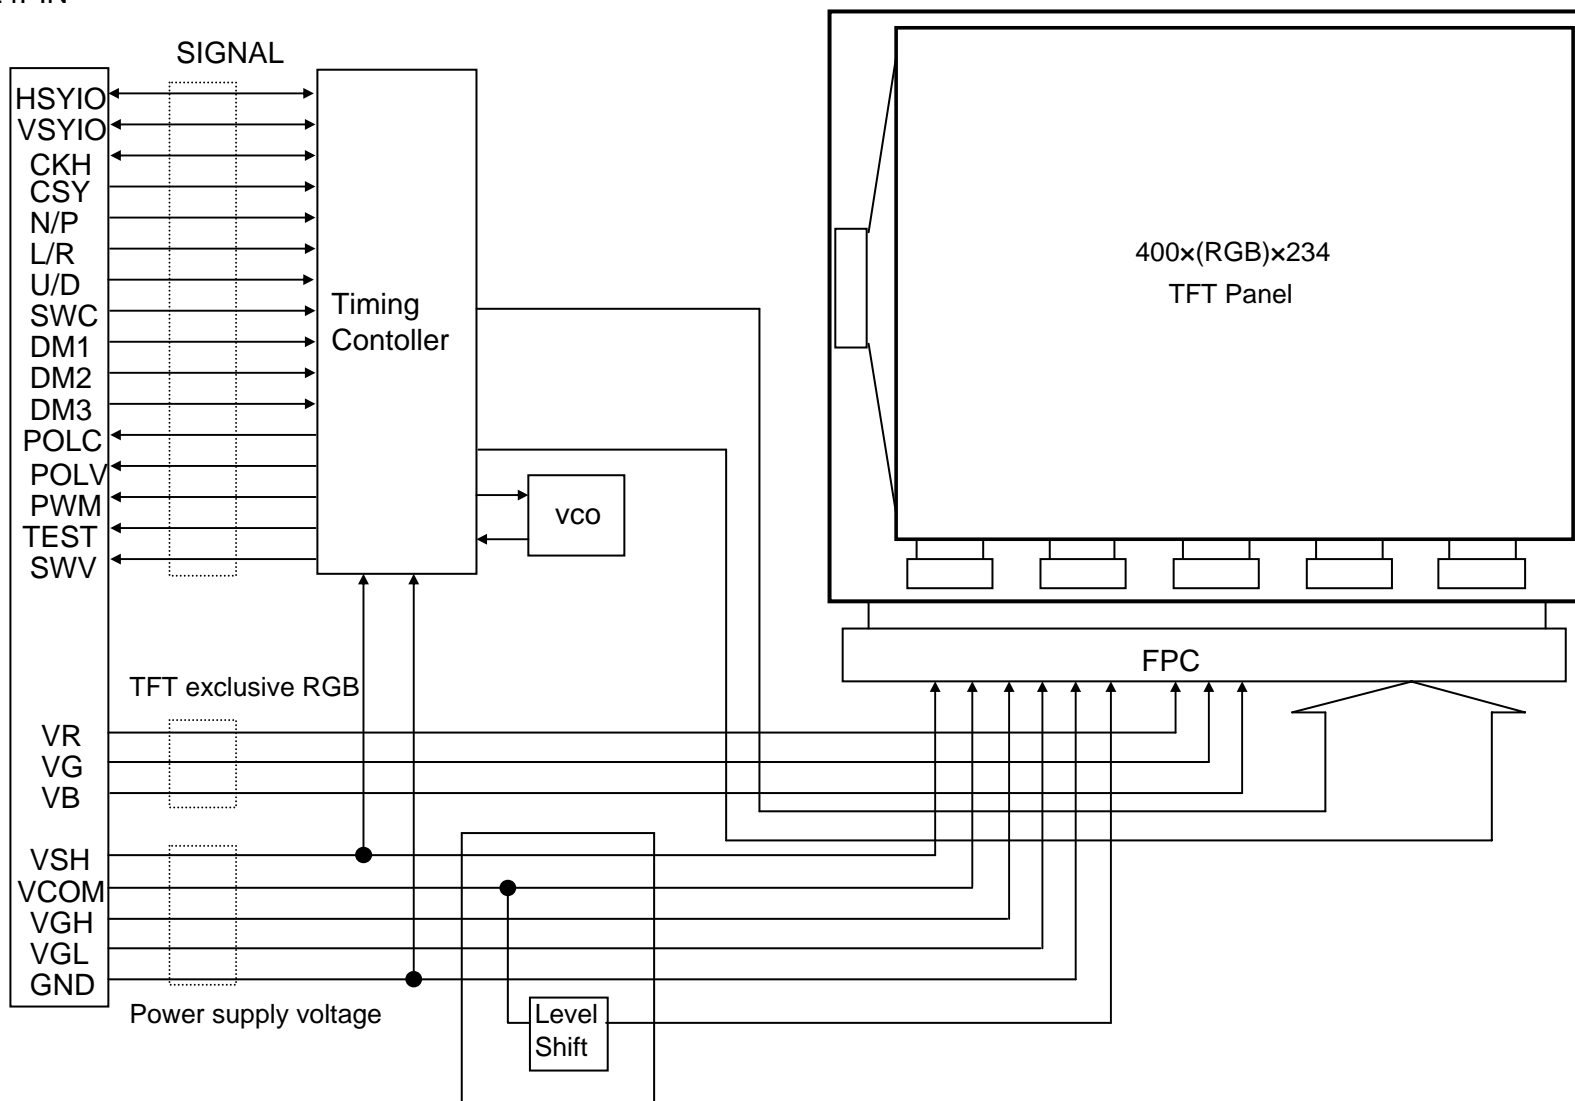 SIGNAL
HSYIO
VSYIO
CKH
CSY
N/P
L/R
U/D
SWC
DM1
DM2
DM3
POLC
POLV
PWM
TEST
SWV
Timing
Contoller
vco
400×(RGB)×234
TFT Panel
FPC
TFT exclusive RGB
VR
VG
VB
VSH
VCOM
VGH
VGL
GND
Power supply voltage
Level
Shift